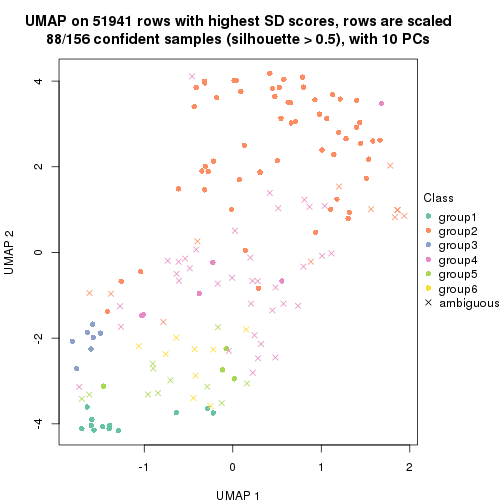 UMAP on 51941 rows with highest SD scores, rows are scaled
88/156 confident samples (silhouette > 0.5), with 10 PCs
4
2
0
-2
-4
UMAP 2
-1
0
1
2
UMAP 1
Class
group1
group2
group3
group4
group5
group6
ambiguous